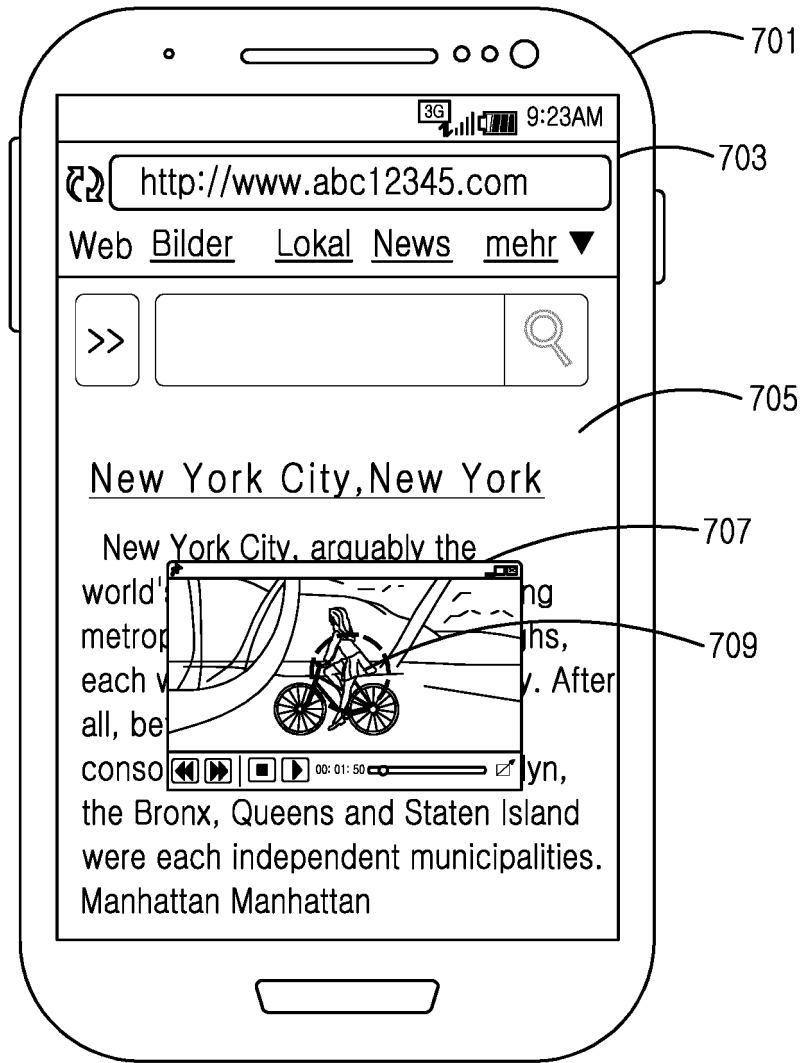 701
3G 9:23AM
703
http://www.abc12345.com
Web Bilder Lokal News mehr ▼
>>
705
New York City, New York
707
New York City, arguably the
world's ng
metrop ghs,
709
each w y. After
all, be
conso lyn,
00:01:50
the Bronx, Queens and Staten Island
were each independent municipalities.
Manhattan Manhattan